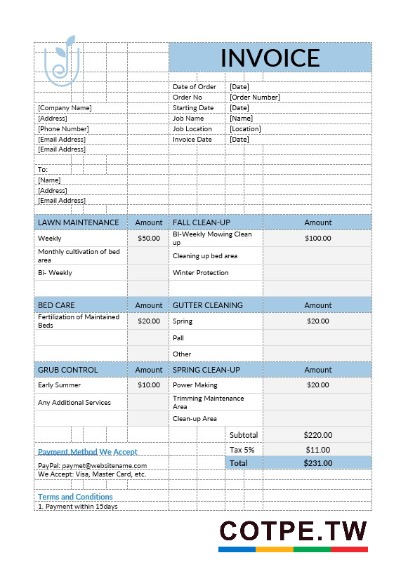 INVOICE
Date of Order [Date]
Order No [Order Number]
[Company Name] Starting Date [Date]
[Address] Job Name [Name]
[Phone Number] Job Location [Location]
[Email Address] Invoice Date [Date]
[Email Address]
To:
[Name]
[Address]
[Email Address]
LAWN MAINTENANCE Amount FALL CLEAN-UP Amount
Weekly $50.00 Bi-Weekly Mowing Clean up $100.00
Monthly cultivation of bed area Cleaning up bed area
Bi- Weekly Winter Protection
BED CARE Amount GUTTER CLEANING Amount
Fertilization of Maintained Beds $20.00 Spring $20.00
Pall
Other
GRUB CONTROL Amount SPRING CLEAN-UP Amount
Early Summer $10.00 Power Making $20.00
Any Additional Services Trimming Maintenance Area
Clean-up Area
Subtotal $220.00
Payment Method We Accept Tax 5% $11.00
PayPal: paymet@websitename.com Total $231.00
We Accept: Visa, Master Card, etc.
Terms and Conditions
1. Payment within 15days
COTPE.TW